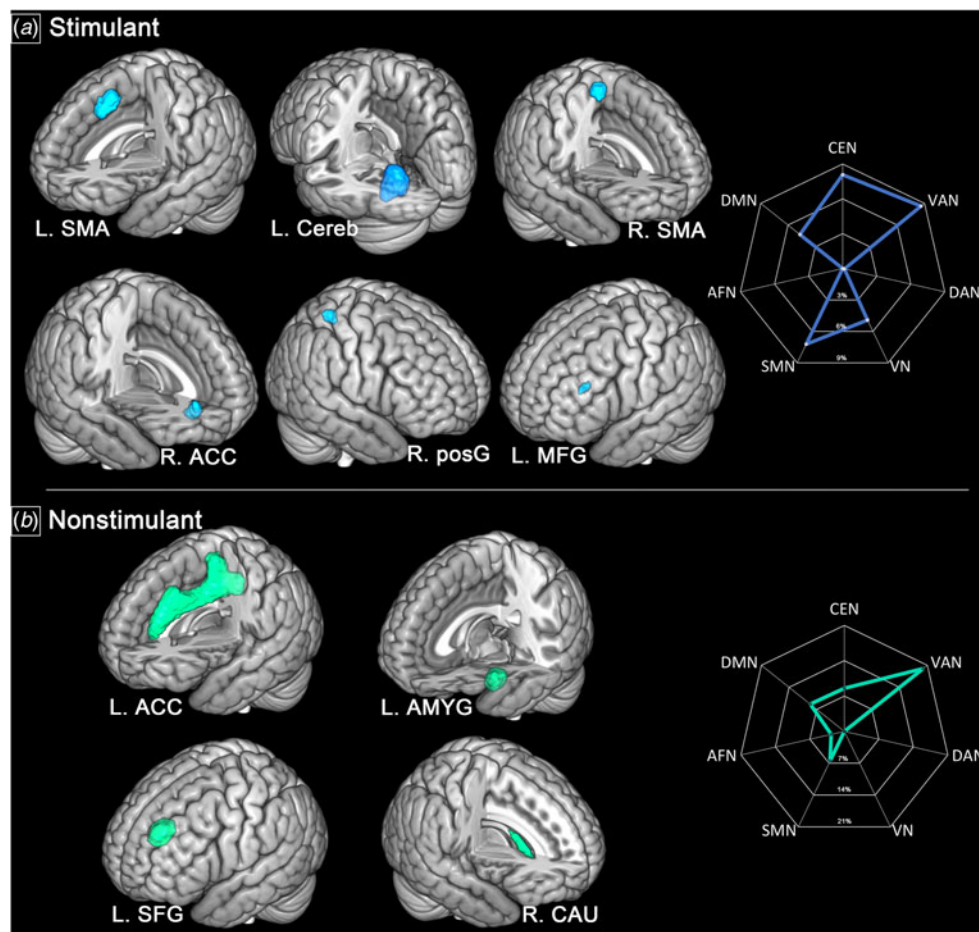 (a) Stimulant
L. SMA
L. Cereb
R. SMA
R. ACC
R. posG
L. MFG
CEN
VAN
DAN
VN
SMN
AFN
DMN
3%
6%
9%
(b) Nonstimulant
L. ACC
L. AMYG
L. SFG
R. CAU
CEN
VAN
DAN
VN
SMN
AFN
DMN
7%
14%
21%